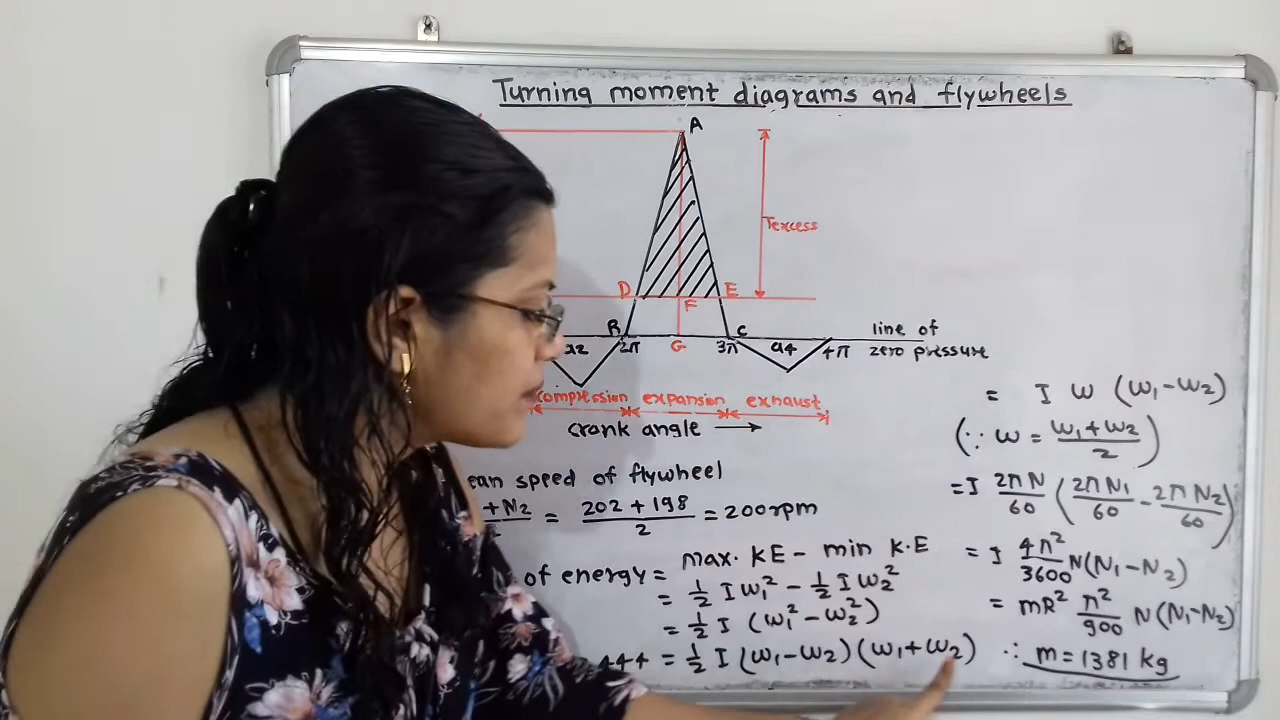 Turning moment diagrams and flywheels
A
Texcess
D
F
E
B
C
line of
a2
2π
G
3π
a4
4π
zero pressure
compression expansion exhaust
crank angle
speed of flywheel
+N2 = 202 + 198 = 200rpm
2
of energy = max. KE - min K.E
= 1/2 I ω1² - 1/2 I ω2²
= 1/2 I (ω1² - ω2²)
444 = 1/2 I (ω1-ω2)(ω1+ω2)
= I ω (ω1-ω2)
(∵ ω = ω1+ω2 / 2)
= I 2πN/60 (2πN1/60 - 2πN2/60)
= I 4π²/3600 N(N1-N2)
= mR² π²/900 N(N1-N2)
∴ m = 1381 kg